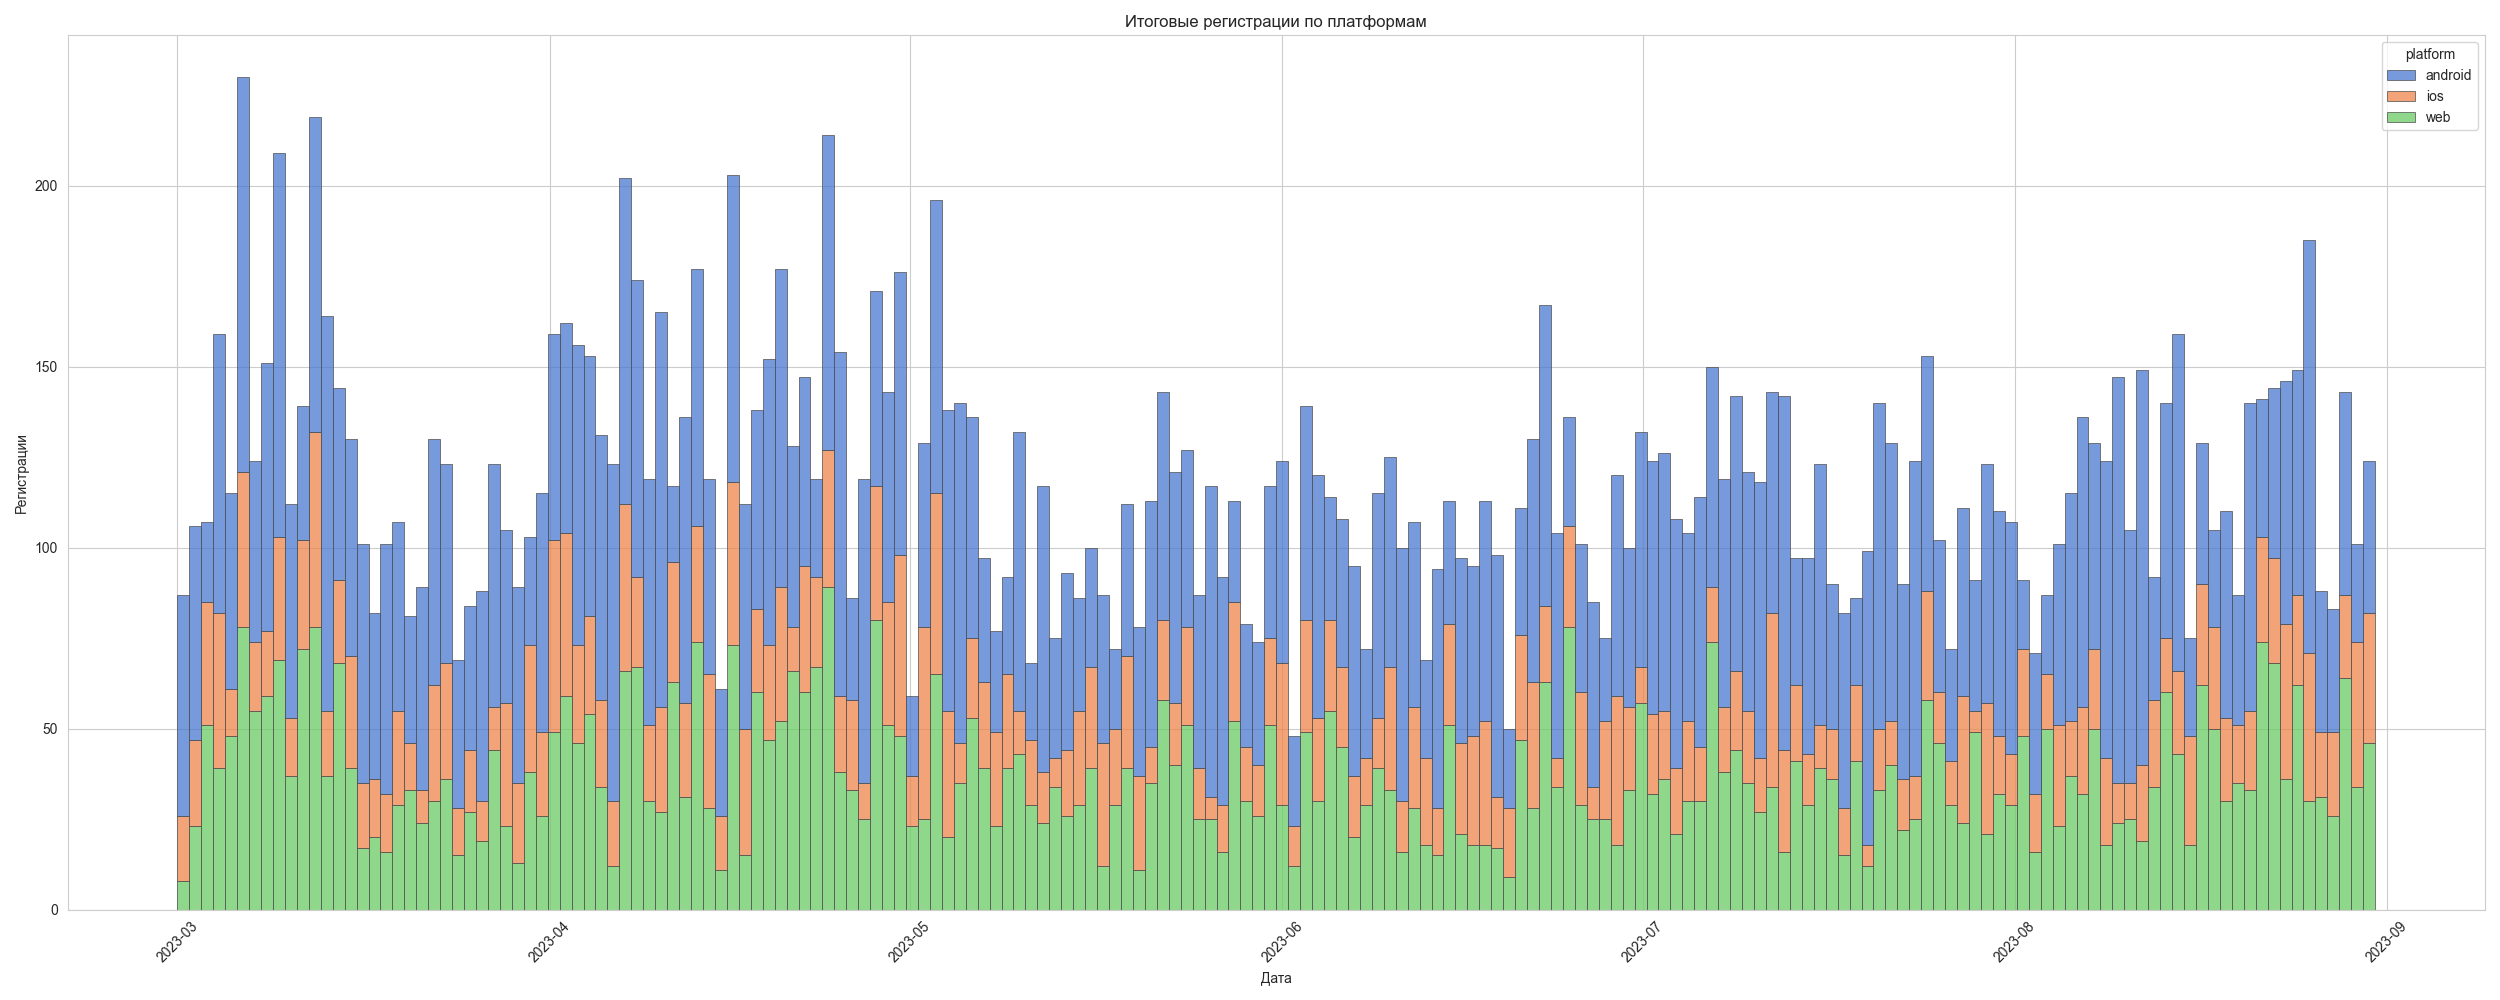 Итоговые регистрации по платформам
platform
android
ios
web
Регистрации
200
150
100
50
0
2023-03
2023-04
2023-05
2023-06
2023-07
2023-08
2023-09
Дата